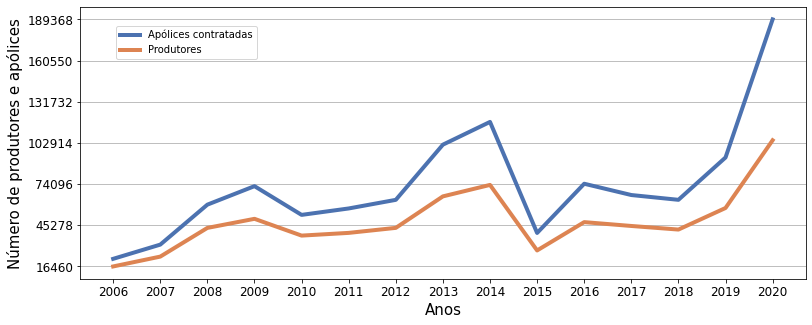 Número de produtores e apólices
189368
160550
131732
102914
74096
45278
16460
Apólices contratadas
Produtores
2006 2007 2008 2009 2010 2011 2012 2013 2014 2015 2016 2017 2018 2019 2020
Anos